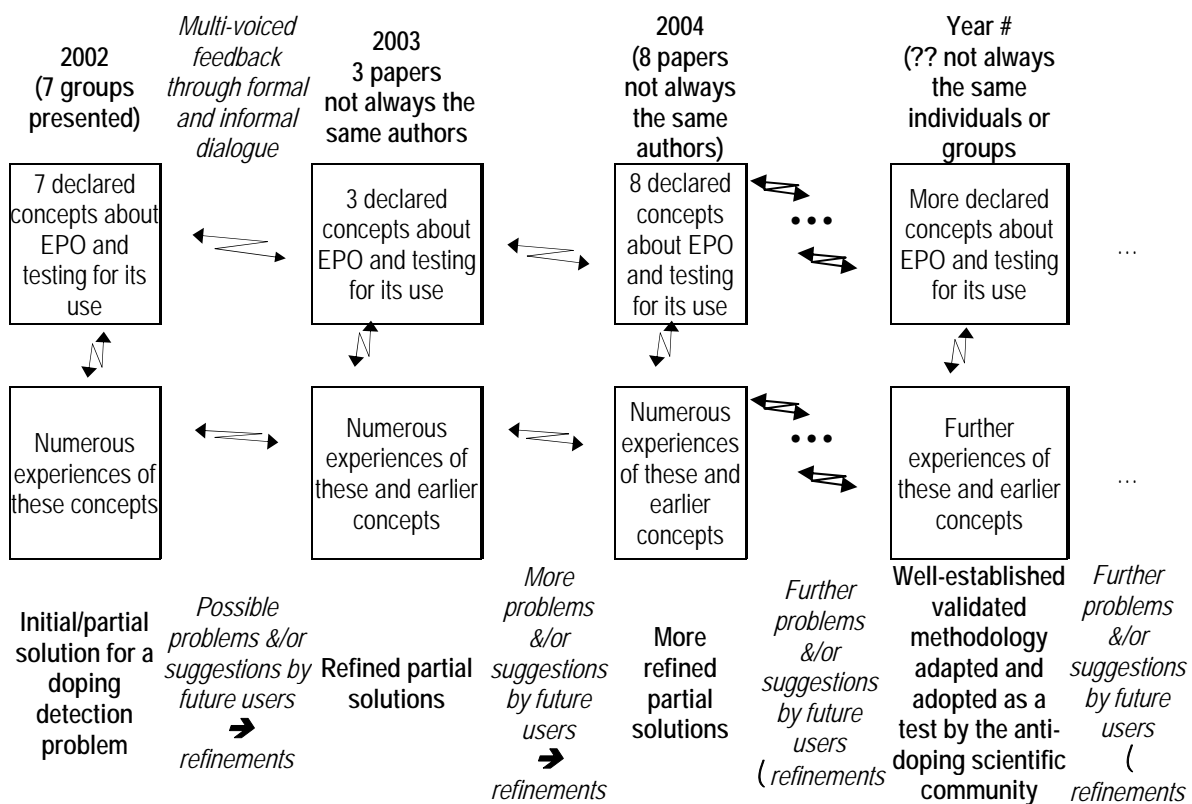 2002
(7 groups
presented)
Multi-voiced
feedback
through formal
and informal
dialogue
2003
3 papers
not always the
same authors
2004
(8 papers
not always
the same
authors)
Year #
(?? not always
the same
individuals or
groups
7 declared
concepts about
EPO and
testing for its
use
3 declared
concepts about
EPO and testing
for its use
8 declared
concepts
about EPO
and testing
for its use
•••
More declared
concepts about
EPO and testing
for its use
...
Numerous
experiences of
these concepts
Numerous
experiences of
these and earlier
concepts
Numerous
experiences
of these and
earlier
concepts
•••
Further
experiences of
these and earlier
concepts
...
Initial/partial
solution for a
doping
detection
problem
Possible
problems &/or
suggestions by
future users
➔
refinements
Refined partial
solutions
More
problems
&/or
suggestions
by future
users
➔
refinements
More
refined
partial
solutions
Further
problems
&/or
suggestions
by future
users
( refinements
Well-established
validated
methodology
adapted and
adopted as a
test by the anti-
doping scientific
community
Further
problems
&/or
suggestions
by future
users
(
refinements